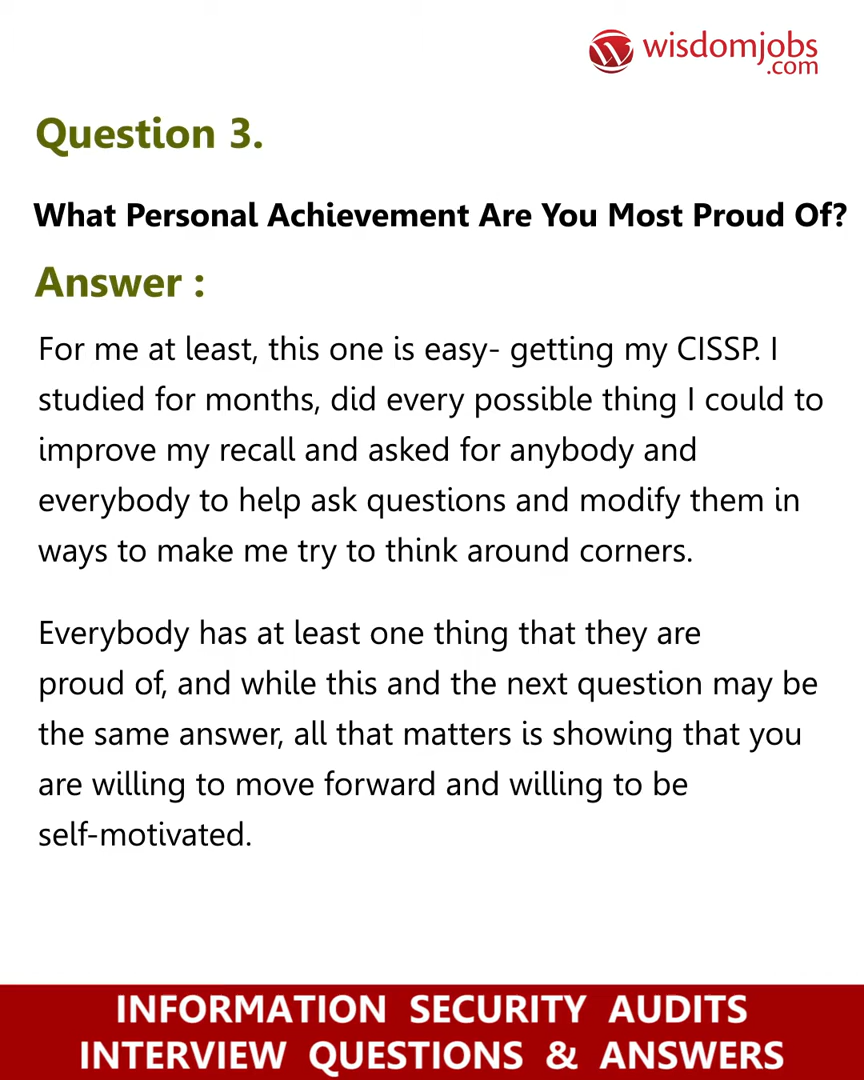 wisdomjobs
.com
Question 3.
What Personal Achievement Are You Most Proud Of?
Answer :
For me at least, this one is easy- getting my CISSP. I
studied for months, did every possible thing I could to
improve my recall and asked for anybody and
everybody to help ask questions and modify them in
ways to make me try to think around corners.
Everybody has at least one thing that they are
proud of, and while this and the next question may be
the same answer, all that matters is showing that you
are willing to move forward and willing to be
self-motivated.
INFORMATION SECURITY AUDITS
INTERVIEW QUESTIONS & ANSWERS